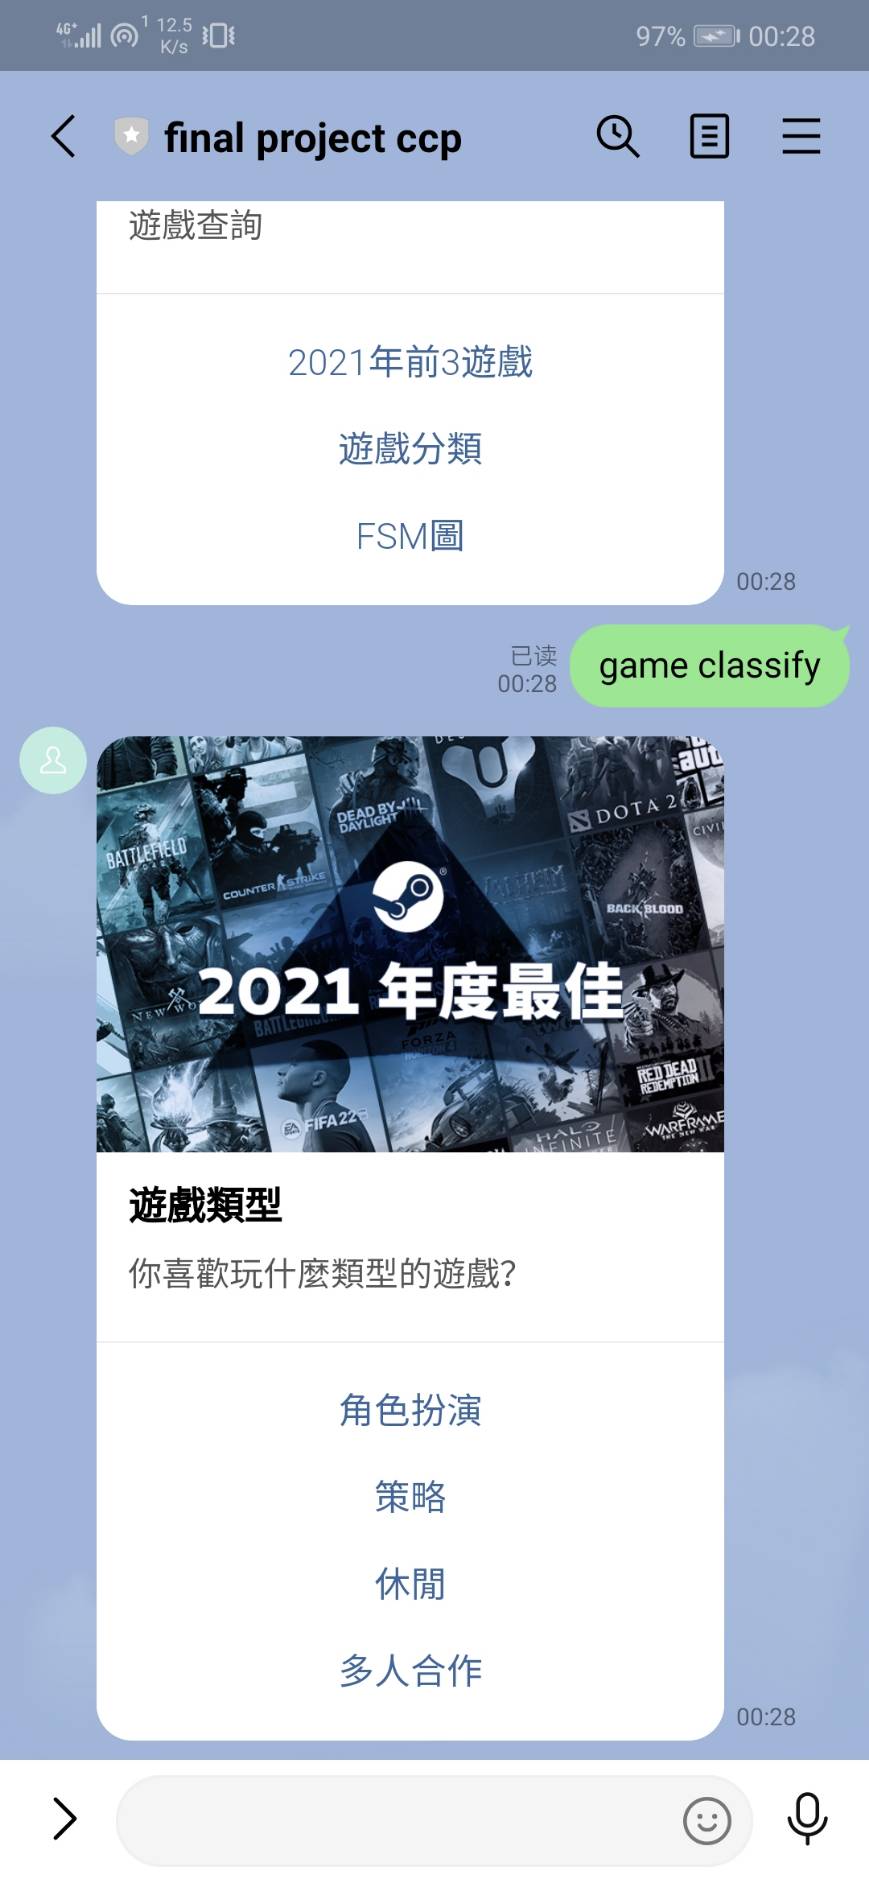 4G+ 1 12.5 K/s 97% 00:28
final project ccp
遊戲查詢
2021年前3遊戲
遊戲分類
FSM圖
00:28
已读
00:28
game classify
DEAD BY DAYLIGHT
DOTA 2
BATTLEFIELD
COUNTER STRIKE
BACK BLOOD
2021 年度最佳
NEW WO
FORZA
RED DEAD
REDEMPTION II
EA FIFA 22
HALO
INFINITE
WARFRAME
遊戲類型
你喜歡玩什麼類型的遊戲?
角色扮演
策略
休閒
多人合作
00:28